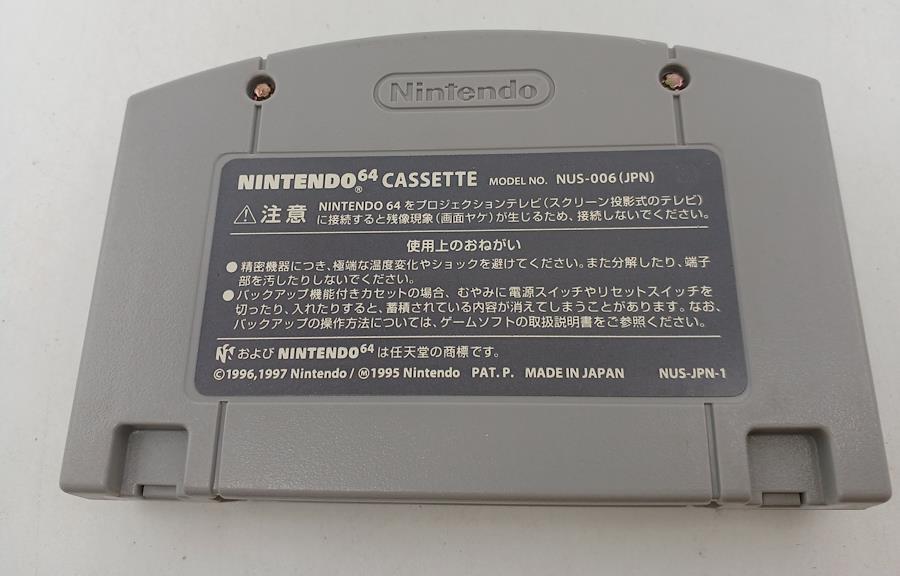 Nintendo
NINTENDO64® CASSETTE MODEL NO. NUS-006(JPN)
⚠注意 NINTENDO 64をプロジェクションテレビ(スクリーン投影式のテレビ)
に接続すると残像現象(画面ヤケ)が生じるため、接続しないでください。
使用上のおねがい
●精密機器につき、極端な温度変化やショックを避けてください。また分解したり、端子
部を汚したりしないでください。
●バックアップ機能付きカセットの場合、むやみに電源スイッチやリセットスイッチを
切ったり、入れたりすると、蓄積されている内容が消えてしまうことがあります。なお、
バックアップの操作方法については、ゲームソフトの取扱説明書をご参照ください。
および NINTENDO64 は任天堂の商標です。
©1996,1997 Nintendo/Ⓜ1995 Nintendo PAT. P. MADE IN JAPAN NUS-JPN-1